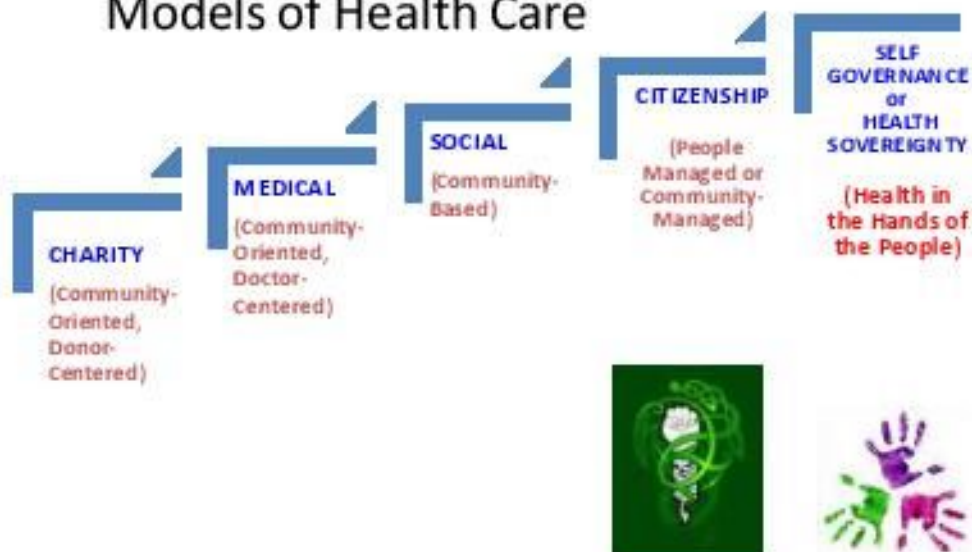 Models of Health Care
CHARITY
(Community-
Oriented,
Donor-
Centered)
MEDICAL
(Community-
Oriented,
Doctor-
Centered)
SOCIAL
(Community-
Based)
CITIZENSHIP
(People
Managed or
Community-
Managed)
SELF
GOVERNANCE
or
HEALTH
SOVEREIGNTY
(Health in
the Hands of
the People)